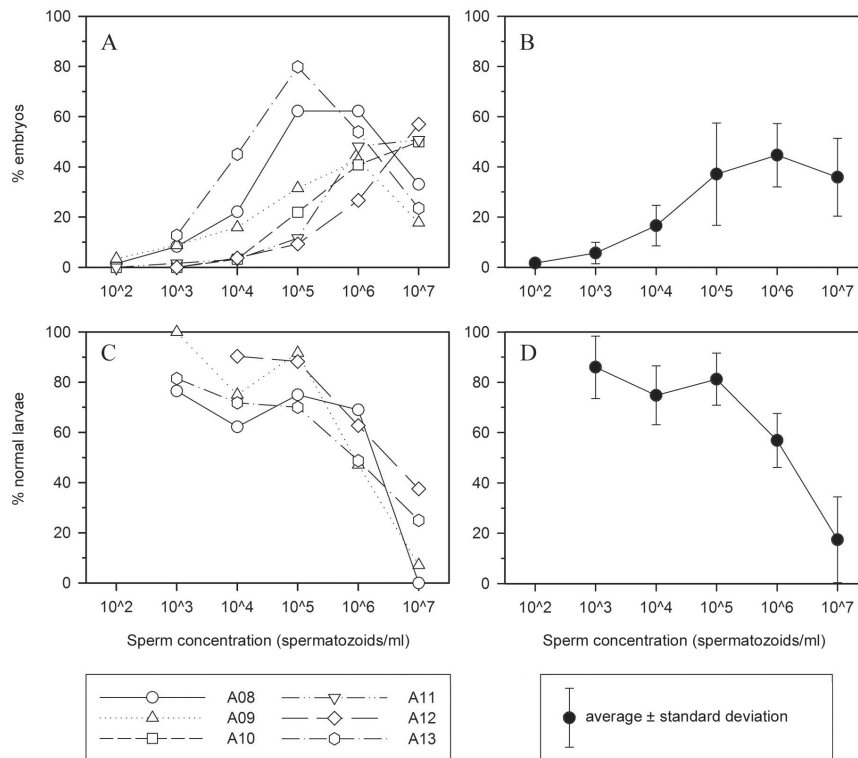 100
80
60
40
20
0
% embryos
A
10^2 10^3 10^4 10^5 10^6 10^7
100
80
60
40
20
0
B
10^2 10^3 10^4 10^5 10^6 10^7
100
80
60
40
20
0
% normal larvae
C
10^2 10^3 10^4 10^5 10^6 10^7
Sperm concentration (spermatozoids/ml)
100
80
60
40
20
0
D
10^2 10^3 10^4 10^5 10^6 10^7
Sperm concentration (spermatozoids/ml)
A08
A09
A10
A11
A12
A13
average ± standard deviation